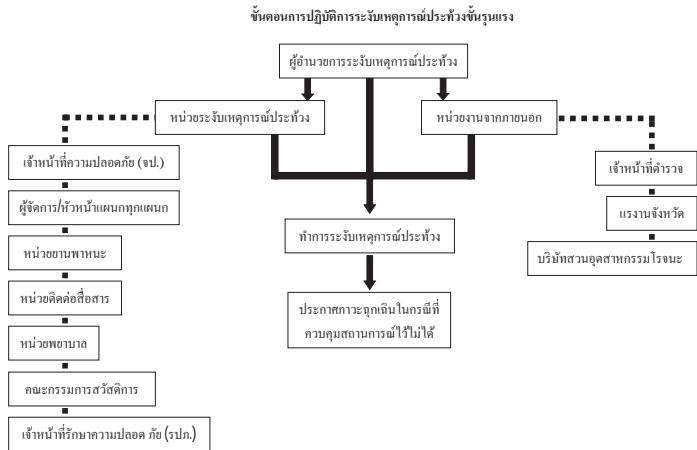 ขั้นตอนการปฏิบัติการระงับเหตุการณ์ประท้วงขั้นรุนแรง
ผู้อำนวยการระงับเหตุการณ์ประท้วง
หน่วยระงับเหตุการณ์ประท้วง
หน่วยงานจากภายนอก
เจ้าหน้าที่ความปลอดภัย (จป.)
ผู้จัดการ/หัวหน้าแผนกทุกแผนก
หน่วยยานพาหนะ
หน่วยติดต่อสื่อสาร
หน่วยพยาบาล
คณะกรรมการสวัสดิการ
เจ้าหน้าที่รักษาความปลอด ภัย (รปภ.)
ทำการระงับเหตุการณ์ประท้วง
ประกาศภาวะฉุกเฉินในกรณีที่
ควบคุมสถานการณ์ไว้ไม่ได้
เจ้าหน้าที่ตำรวจ
แรงานจังหวัด
บริษัทสวนอุตสาหกรรมโรจนะ